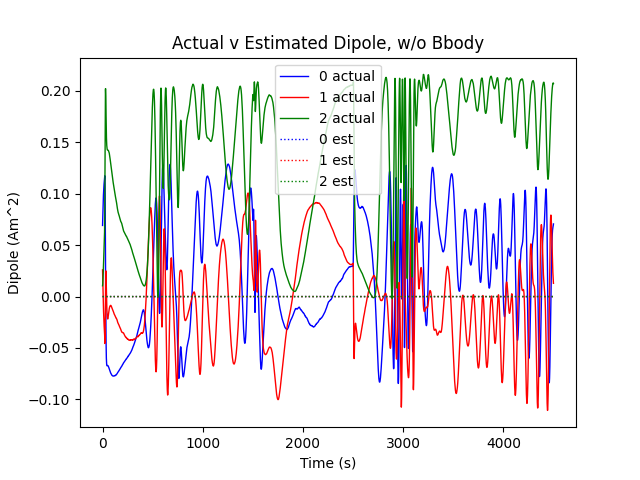 Actual v Estimated Dipole, w/o Bbody
Dipole (Am^2)
0.20
0.15
0.10
0.05
0.00
−0.05
−0.10
0 actual
1 actual
2 actual
0 est
1 est
2 est
0
1000
2000
3000
4000
Time (s)